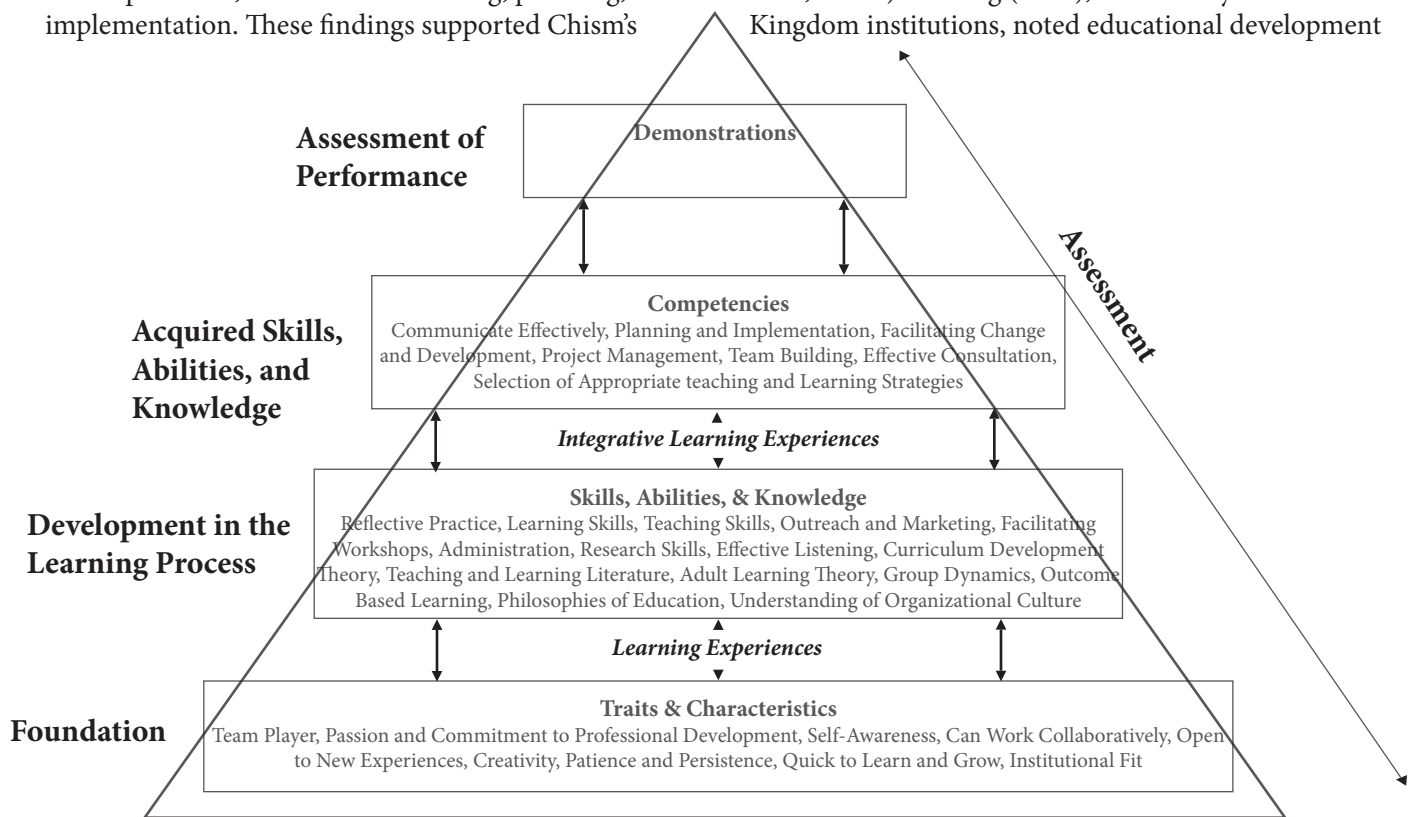 implementation. These findings supported Chism’s
Kingdom institutions, noted educational development
Assessment of
Performance
Demonstrations
Assessment
Acquired Skills,
Abilities, and
Knowledge
Competencies
Communicate Effectively, Planning and Implementation, Facilitating Change
and Development, Project Management, Team Building, Effective Consultation,
Selection of Appropriate teaching and Learning Strategies
Integrative Learning Experiences
Development in the
Learning Process
Skills, Abilities, & Knowledge
Reflective Practice, Learning Skills, Teaching Skills, Outreach and Marketing, Facilitating
Workshops, Administration, Research Skills, Effective Listening, Curriculum Development
Theory, Teaching and Learning Literature, Adult Learning Theory, Group Dynamics, Outcome
Based Learning, Philosophies of Education, Understanding of Organizational Culture
Learning Experiences
Foundation
Traits & Characteristics
Team Player, Passion and Commitment to Professional Development, Self-Awareness, Can Work Collaboratively, Open
to New Experiences, Creativity, Patience and Persistence, Quick to Learn and Grow, Institutional Fit